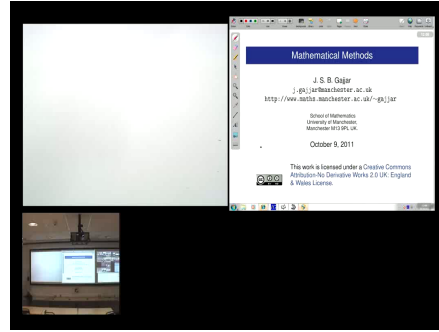 Mathematical Methods
J. S. B. Gajjar
j.gajjar@manchester.ac.uk
http://www.maths.manchester.ac.uk/~gajjar
School of Mathematics
University of Manchester,
Manchester M13 9PL UK.
October 9, 2011
This work is licensed under a Creative Commons
Attribution-No Derivative Works 2.0 UK: England
& Wales License.